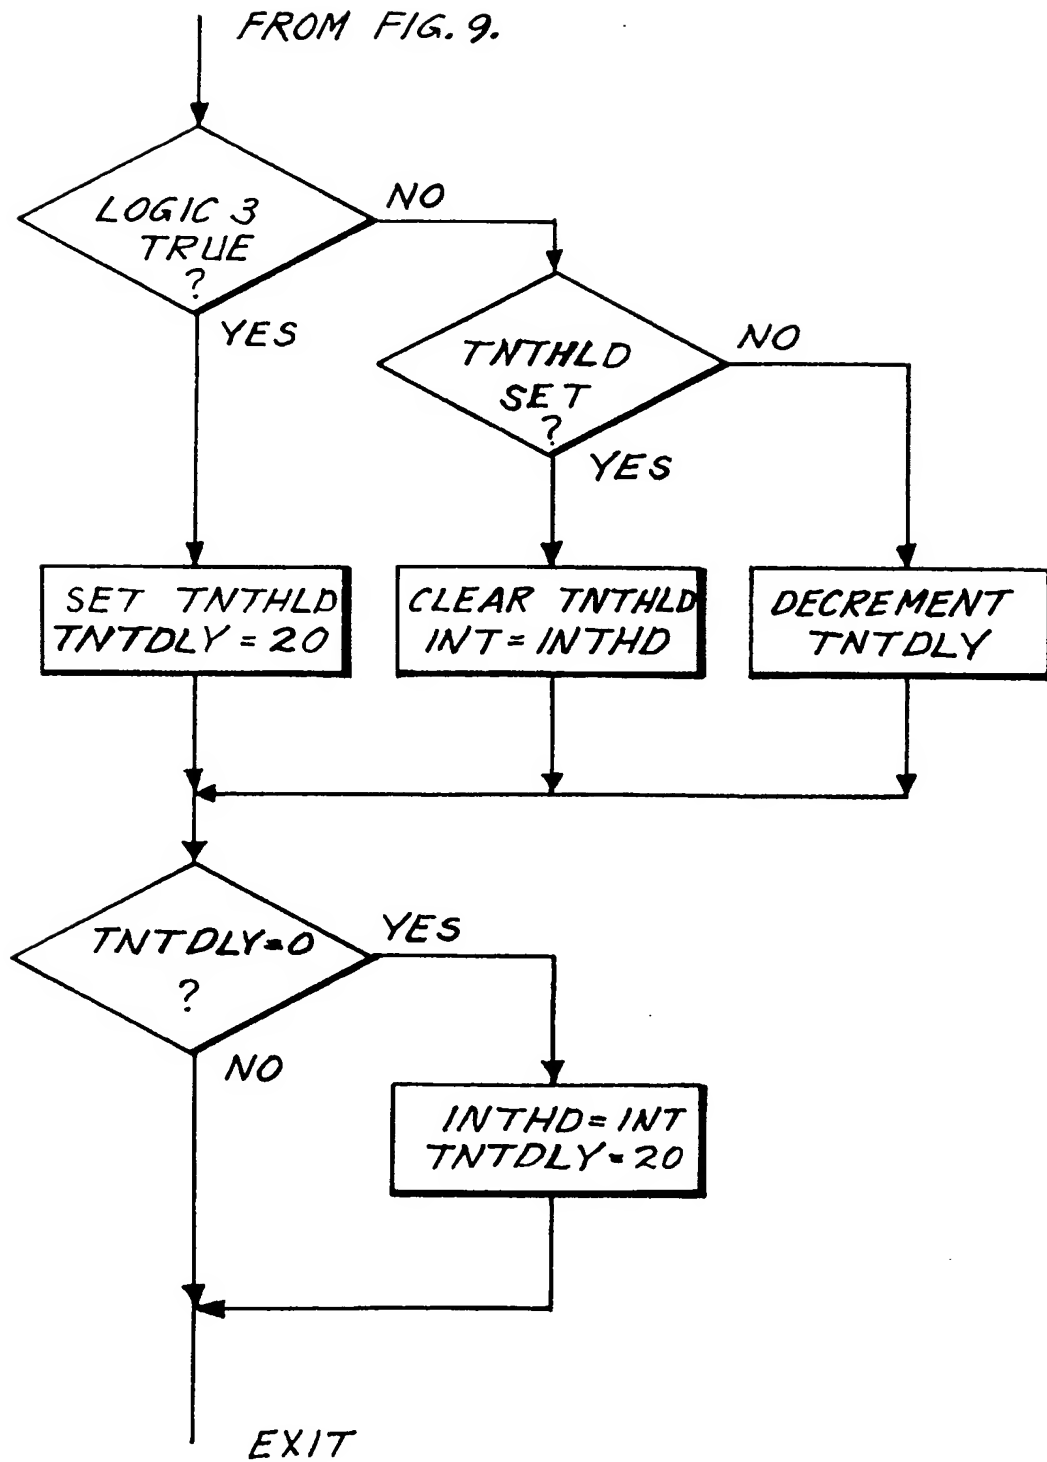 FROM FIG. 9.
LOGIC 3
TRUE
?
NO
YES
TNTHLD
SET
?
NO
YES
SET TNTHLD
TNTDLY = 20
CLEAR TNTHLD
INT = INTHD
DECREMENT
TNTDLY
TNTDLY=0
?
YES
NO
INTHD = INT
TNTDLY = 20
EXIT